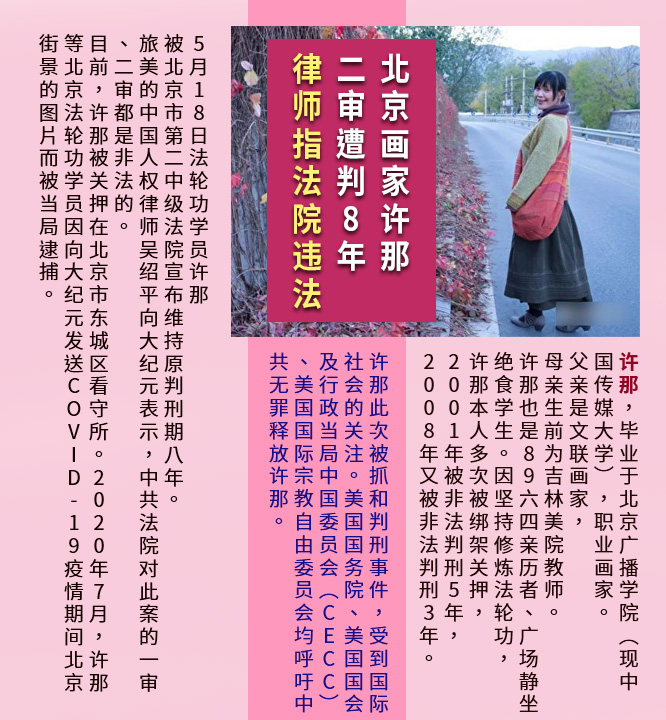 北京画家许那
二审遭判8年
律师指法院违法
许那，毕业于北京广播学院（现中
国传媒大学），职业画家。
父亲是文联画家，
母亲生前为吉林美院教师。
许那也是89六四亲历者、广场静坐
绝食学生。因坚持修炼法轮功，
许那本人多次被绑架关押，
2001年被非法判刑5年，
2008年又被非法判刑3年。
许那此次被抓和判刑事件，受到国际
社会的关注。美国国务院、美国国会
及行政当局中国委员会（CECC）
、美国国际宗教自由委员会均呼吁中
共无罪释放许那。
5月18日法轮功学员许那
被北京市第二中级法院宣布维持原判刑期八年。
旅美的中国人权律师吴绍平向大纪元表示，中共法院对此案的一审
、二审都是非法的。
目前，许那被关押在北京市东城区看守所。2020年7月，许那
等北京法轮功学员因向大纪元发送COVID-19疫情期间北京
街景的图片而被当局逮捕。